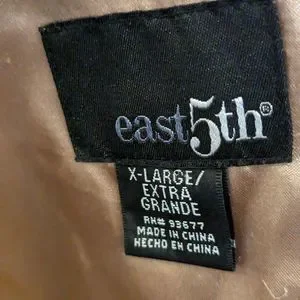 east5th®
X-LARGE/
EXTRA
GRANDE
RN# 93677
MADE IN CHINA
HECHO EN CHINA